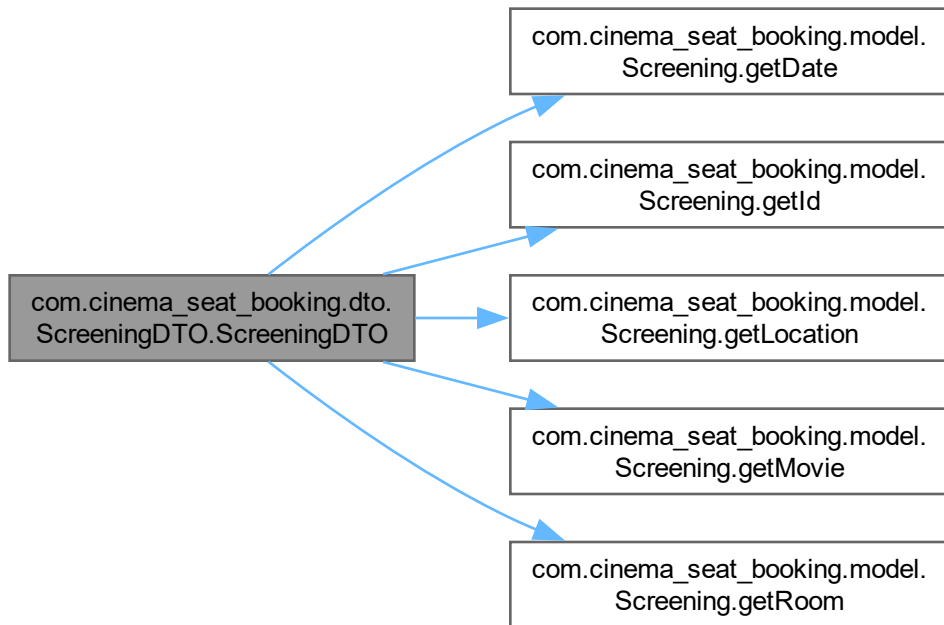 com.cinema_seat_booking.model.
Screening.getDate
com.cinema_seat_booking.model.
Screening.getId
com.cinema_seat_booking.dto.
ScreeningDTO.ScreeningDTO
com.cinema_seat_booking.model.
Screening.getLocation
com.cinema_seat_booking.model.
Screening.getMovie
com.cinema_seat_booking.model.
Screening.getRoom